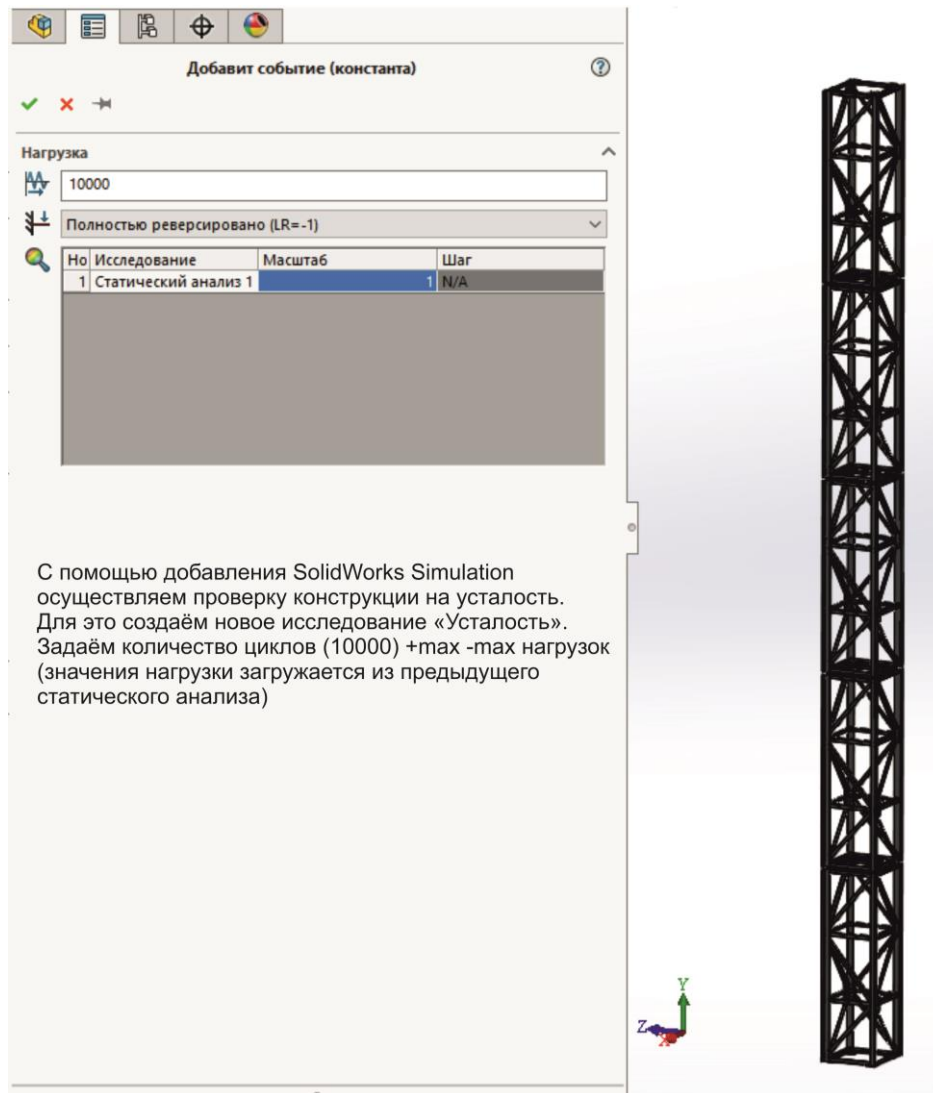 Добавит событие (константа)
Нагрузка
10000
Полностью реверсировано (LR=-1)
Но Исследование Масштаб Шаг
1 Статический анализ 1 1 N/A
С помощью добавления SolidWorks Simulation
осуществляем проверку конструкции на усталость.
Для это создаём новое исследование «Усталость».
Задаём количество циклов (10000) +max -max нагрузок
(значения нагрузки загружается из предыдущего
статического анализа)
Y
Z
X